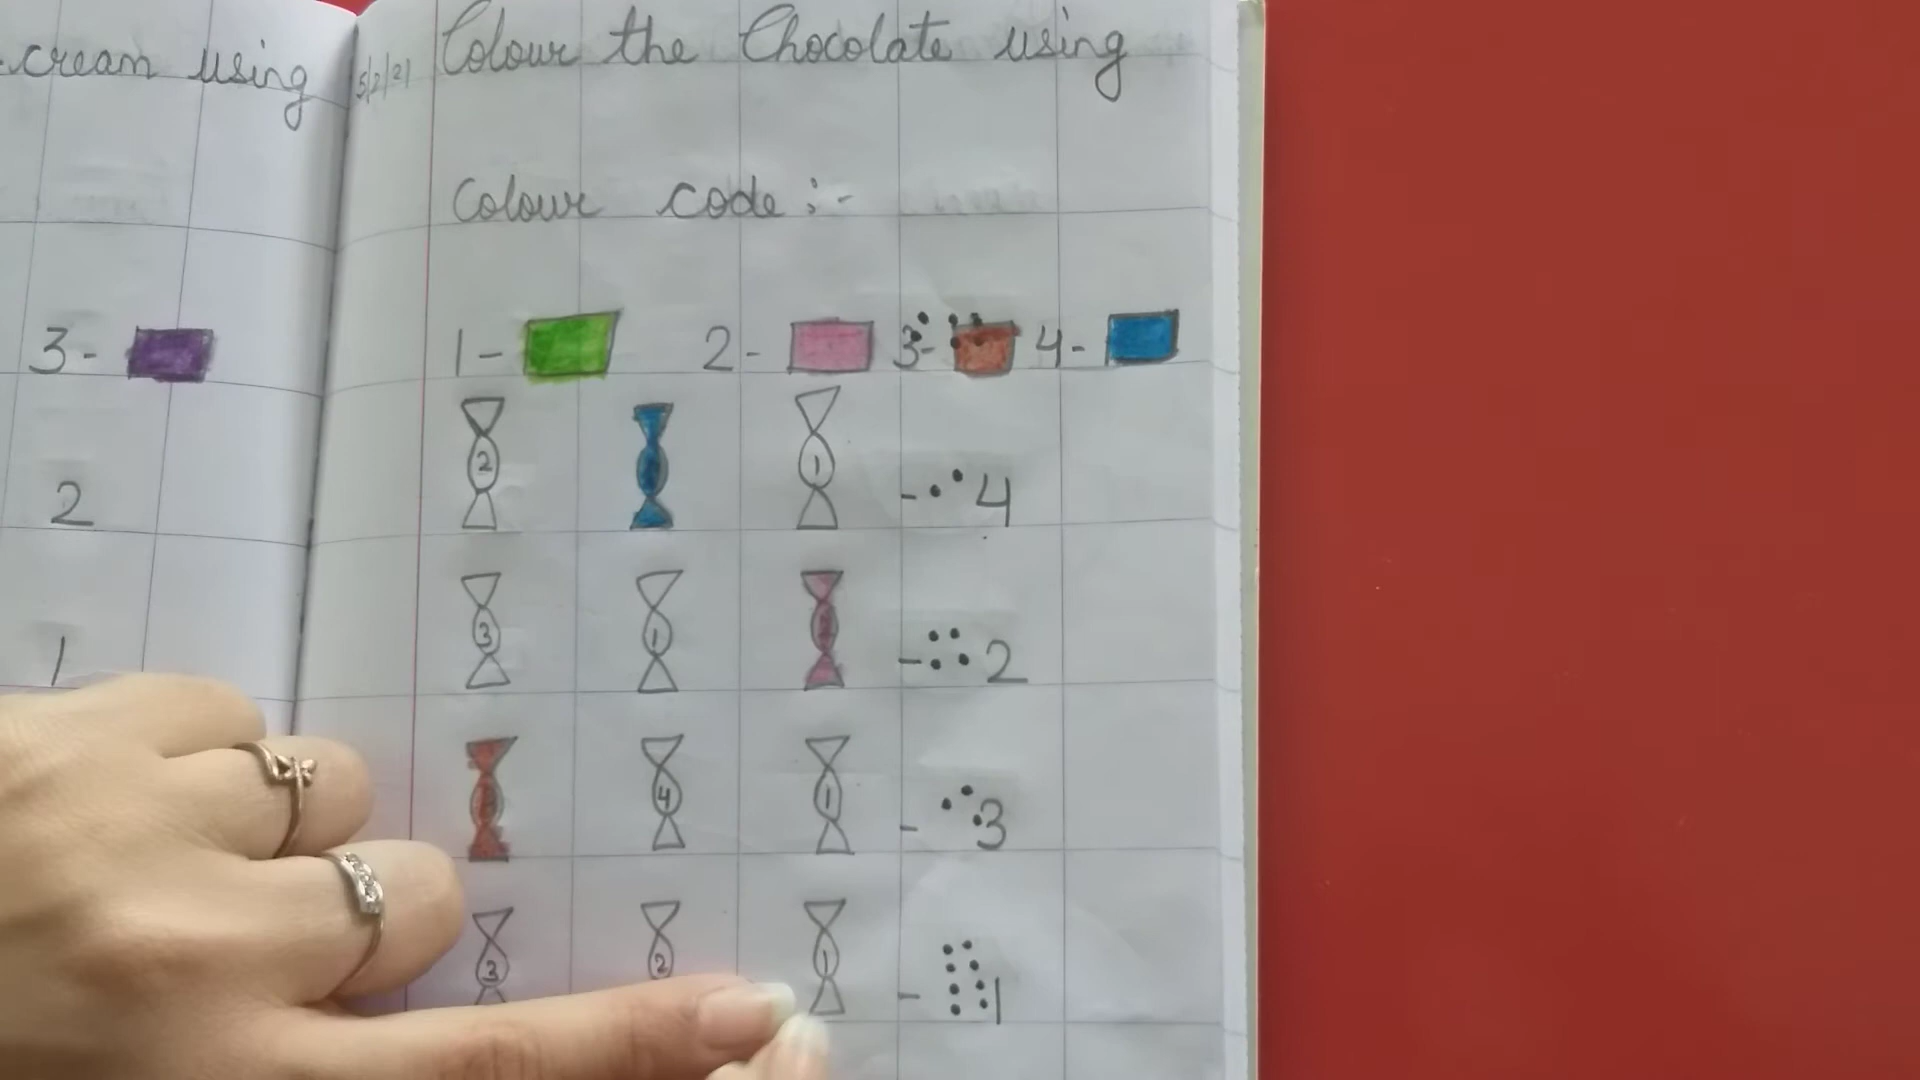 cream using
3-
2
1
5/2/21 Colour the Chocolate using
Colour code :-
1- 2- 3- 4-
2 1 - 4
3 1 - 2
4 1 - 3
3 2 1 - 1